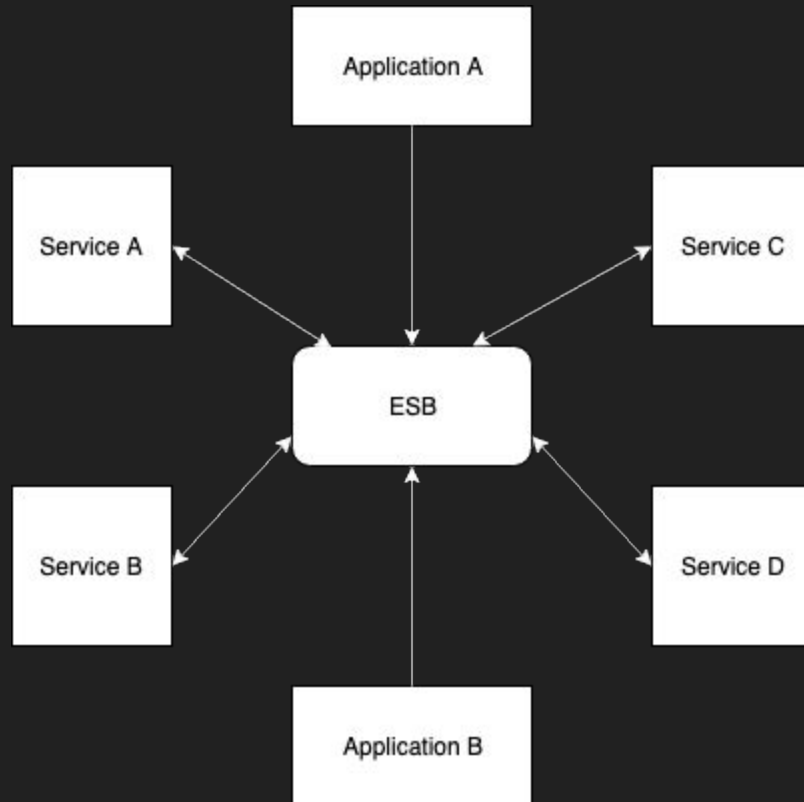 Application A
Service A
Service C
ESB
Service B
Service D
Application B